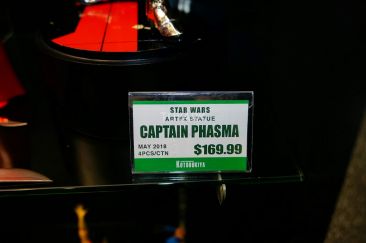 STAR WARS
ARTFX STATUE
CAPTAIN PHASMA
MAY 2018
4PCS/CTN
$169.99
KOTOBUKIYA